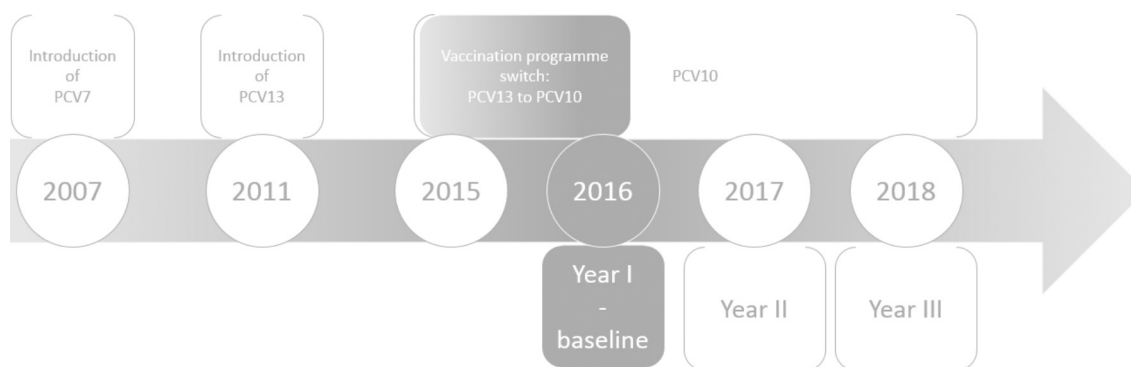 Introduction
of
PCV7
Introduction
of
PCV13
Vaccination programme
switch:
PCV13 to PCV10
PCV10
2007
2011
2015
2016
2017
2018
Year I
-
baseline
Year II
Year III